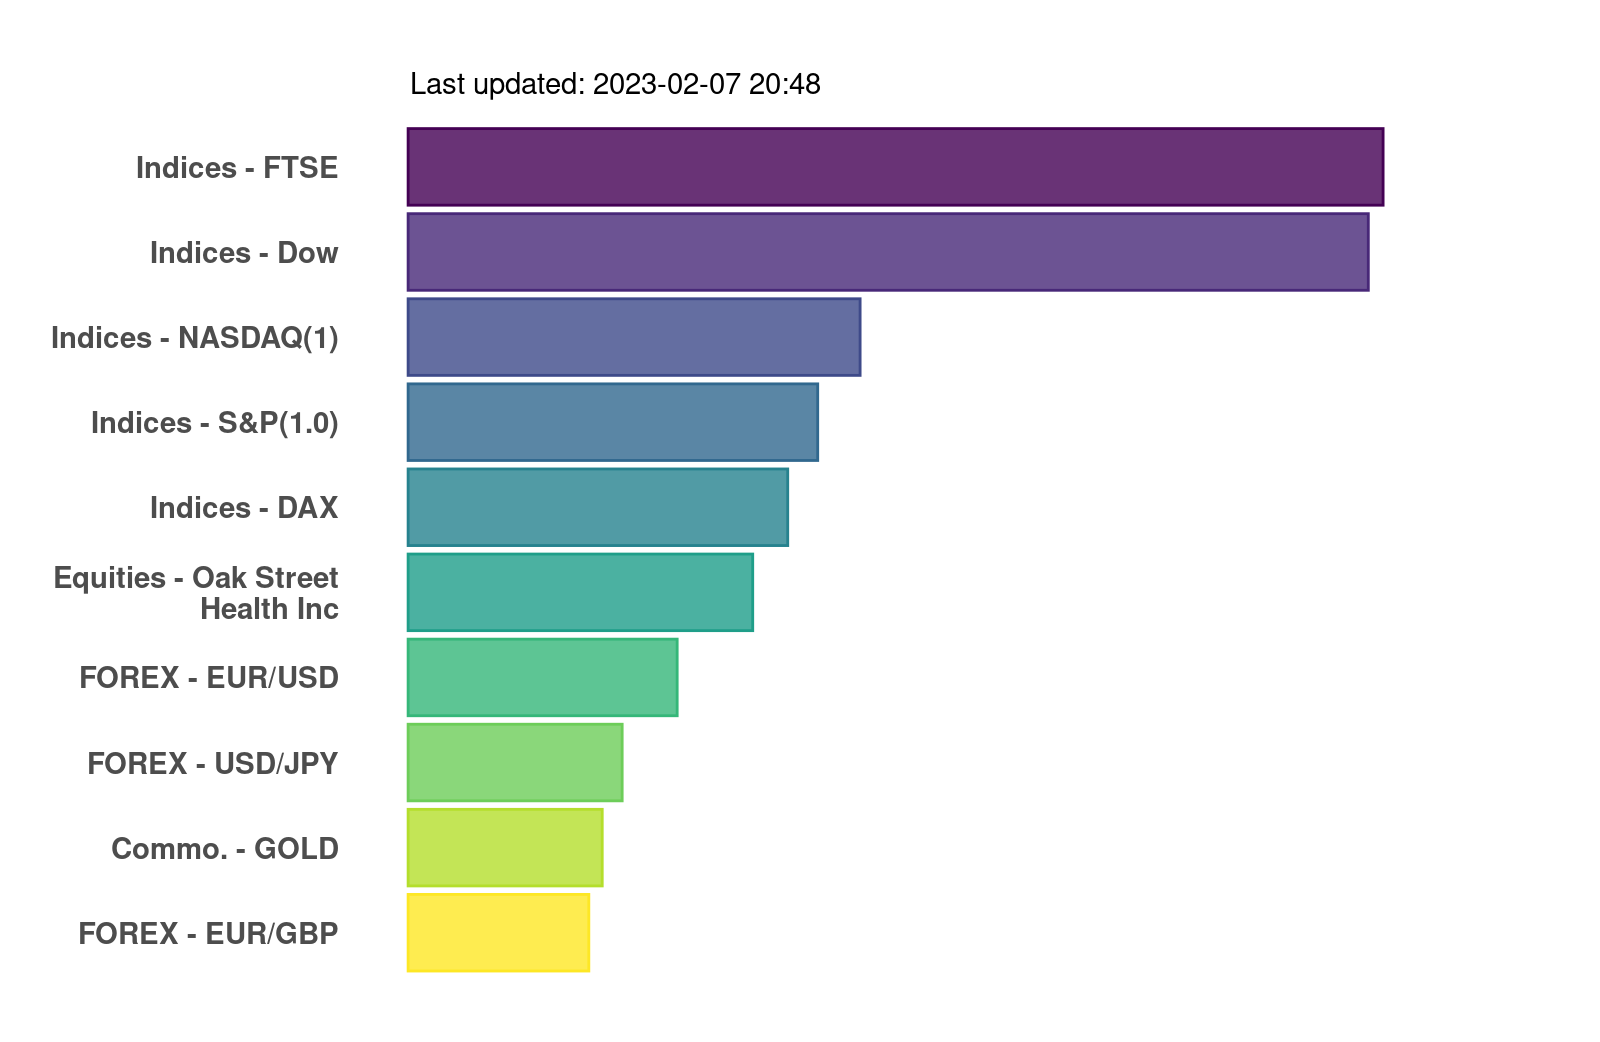 Last updated: 2023-02-07 20:48
Indices - FTSE
Indices - Dow
Indices - NASDAQ(1)
Indices - S&P(1.0)
Indices - DAX
Equities - Oak Street
Health Inc
FOREX - EUR/USD
FOREX - USD/JPY
Commo. - GOLD
FOREX - EUR/GBP